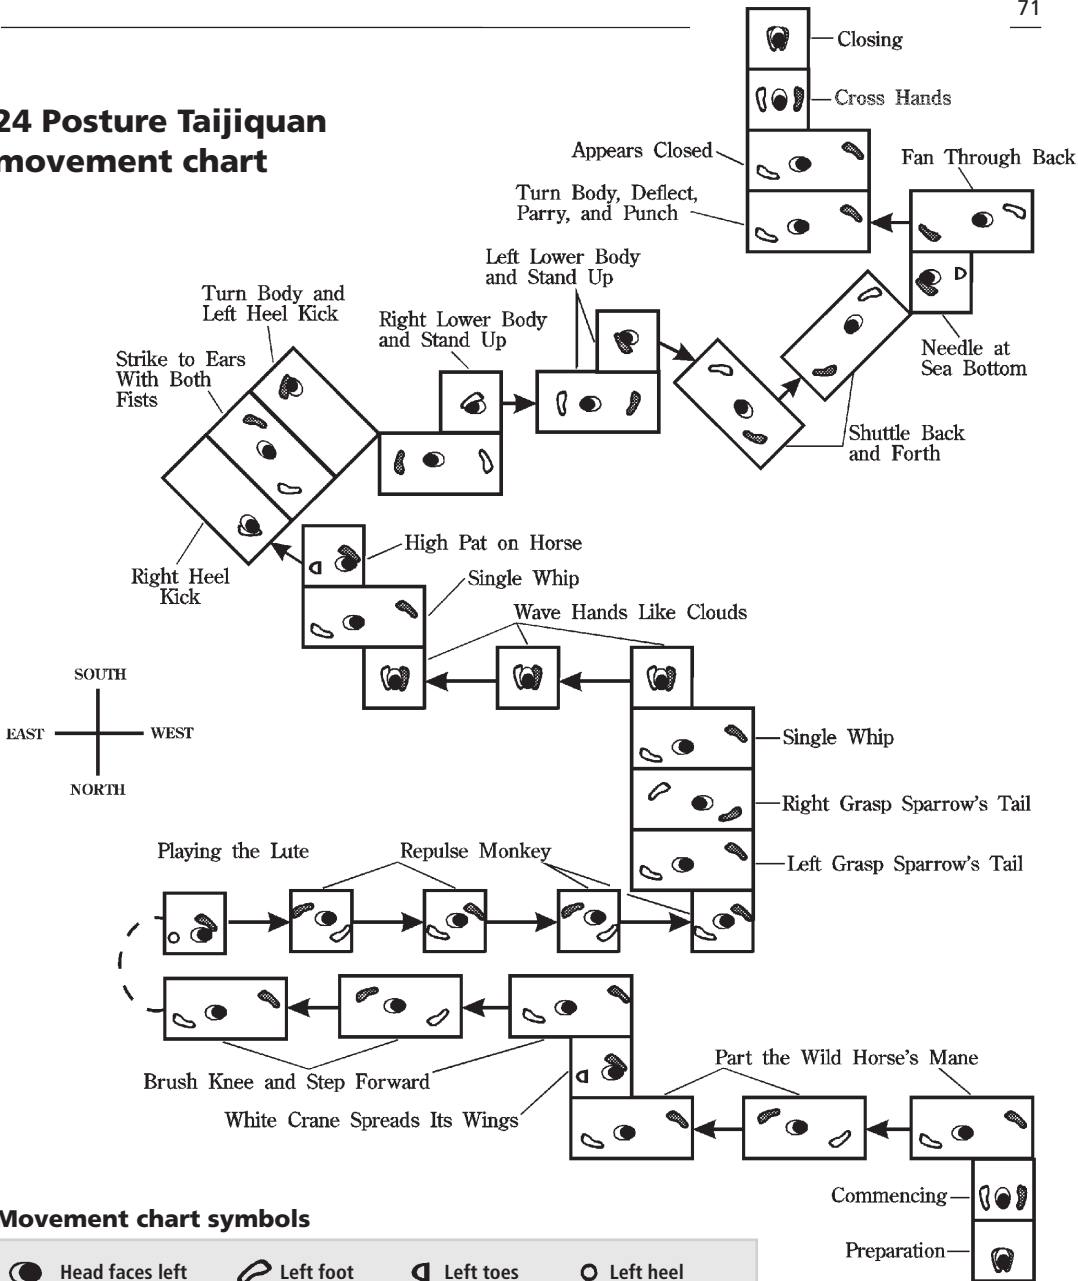 71
24 Posture Taijiquan
movement chart
Closing
Cross Hands
Appears Closed
Fan Through Back
Turn Body, Deflect,
Parry, and Punch
Left Lower Body
and Stand Up
Turn Body and
Left Heel Kick
Right Lower Body
and Stand Up
Strike to Ears
With Both
Fists
Needle at
Sea Bottom
Shuttle Back
and Forth
High Pat on Horse
Right Heel
Kick
Single Whip
Wave Hands Like Clouds
SOUTH
EAST
WEST
NORTH
Single Whip
Right Grasp Sparrow's Tail
Left Grasp Sparrow's Tail
Playing the Lute
Repulse Monkey
Part the Wild Horse's Mane
Brush Knee and Step Forward
White Crane Spreads Its Wings
Commencing
Preparation
Movement chart symbols
Head faces left
Left foot
Left toes
Left heel